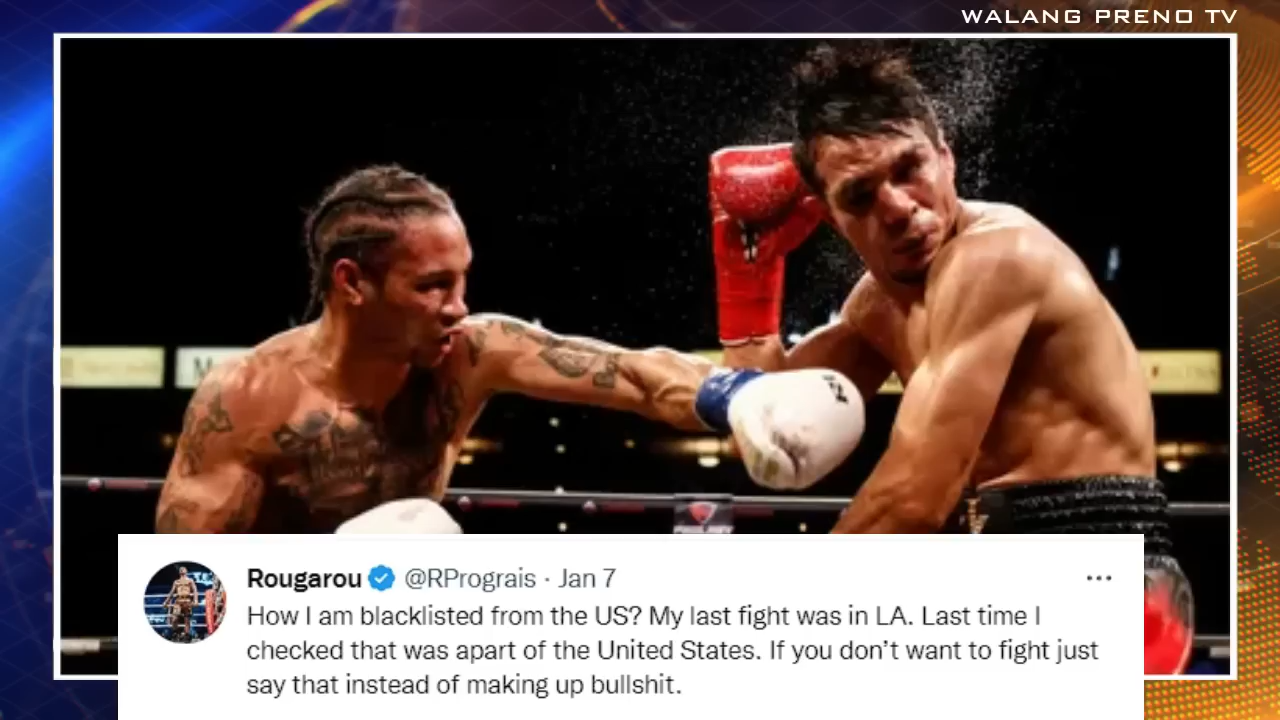 WALANG PRENO TV
Rougarou @RPrograis · Jan 7
How I am blacklisted from the US? My last fight was in LA. Last time I
checked that was apart of the United States. If you don’t want to fight just
say that instead of making up bullshit.